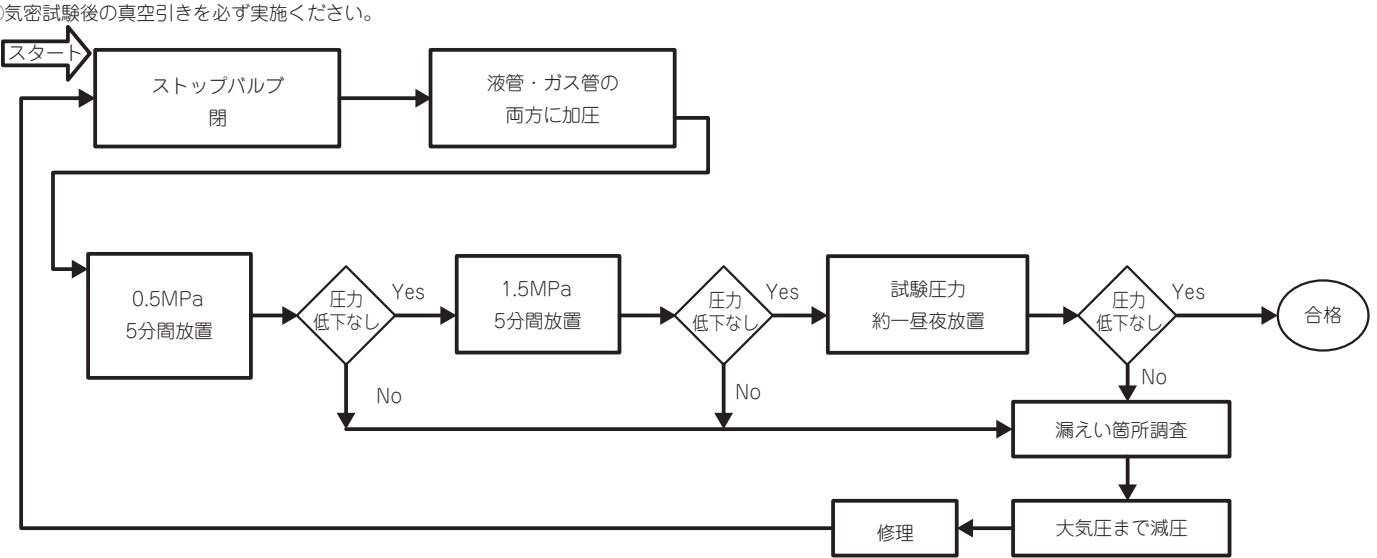 気密試験後の真空引きを必ず実施ください。
スタート
ストップバルブ
閉
液管・ガス管の
両方に加圧
0.5MPa
5分間放置
圧力
低下なし
Yes
No
1.5MPa
5分間放置
圧力
低下なし
Yes
No
試験圧力
約一昼夜放置
圧力
低下なし
Yes
No
合格
漏えい箇所調査
大気圧まで減圧
修理